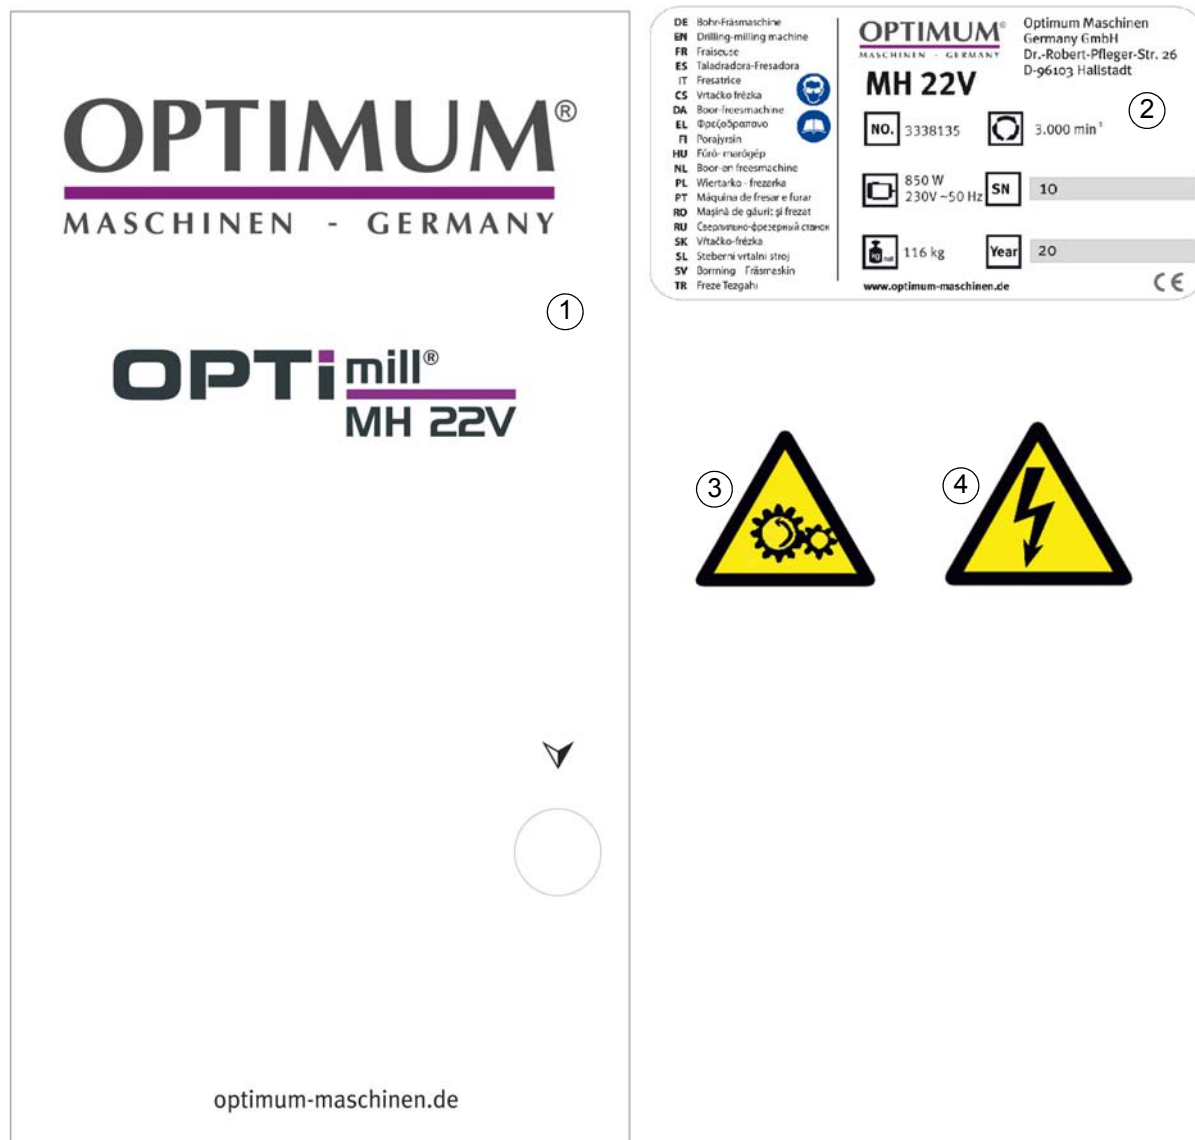 OPTIMUM®
MASCHINEN - GERMANY
1
OPTi mill®
MH 22V
optimum-maschinen.de
DE Bohr-Fräsmaschine
EN Drilling-milling machine
FR Fraiseuse
ES Taladradora-Fresadora
IT Fresatrice
CS Vrtačko frézka
DA Boor-freesmachine
EL Φρεζοδραπανο
FI Porajyrsin
HU Fúró- marógép
NL Boor-en freesmachine
PL Wiertarko - frezarka
PT Máquina de fresar e furar
RO Maşină de găurit şi frezat
RU Сверлильно-фрезерный станок
SK Vŕtačko-frézka
SL Steberni vrtalni stroj
SV Borrning Fräsmaskin
TR Freze Tezgahı
OPTIMUM®
MASCHINEN - GERMANY
MH 22V
Optimum Maschinen
Germany GmbH
Dr.-Robert-Pfleger-Str. 26
D-96103 Hallstadt
2
NO. 3338135
3.000 min
850 W
230V ~50 Hz
SN 10
kg 116 kg
Year 20
www.optimum-maschinen.de
CE
3
4